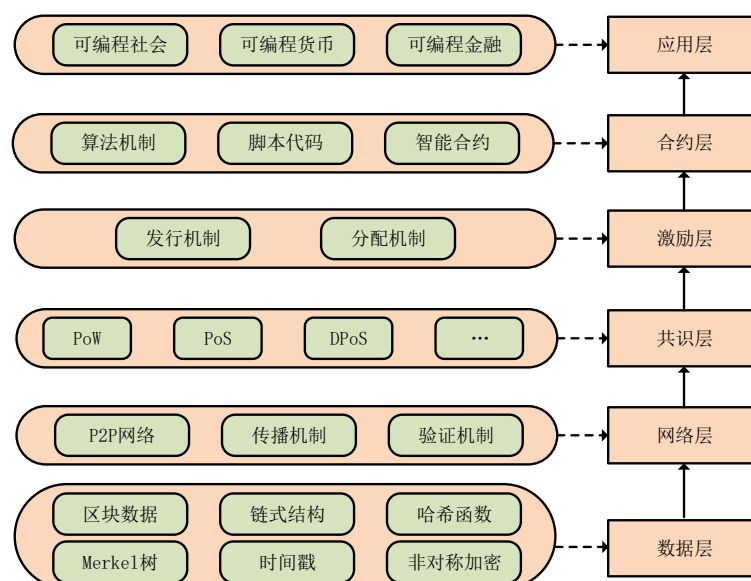 可编程社会 可编程货币 可编程金融 应用层
算法机制 脚本代码 智能合约 合约层
发行机制 分配机制 激励层
PoW PoS DPoS … 共识层
P2P网络 传播机制 验证机制 网络层
区块数据 链式结构 哈希函数
Merkel树 时间戳 非对称加密 数据层